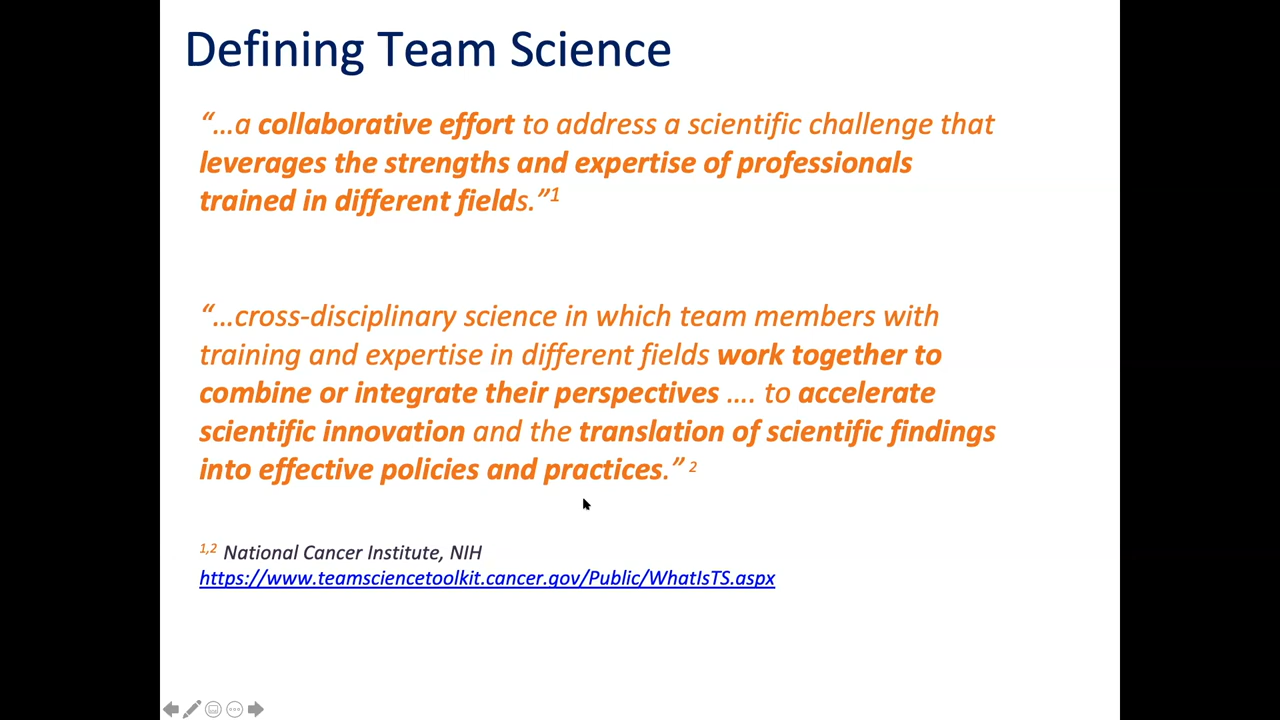 Defining Team Science
“…a collaborative effort to address a scientific challenge that
leverages the strengths and expertise of professionals
trained in different fields.”1
“…cross-disciplinary science in which team members with
training and expertise in different fields work together to
combine or integrate their perspectives …. to accelerate
scientific innovation and the translation of scientific findings
into effective policies and practices.” 2
1,2 National Cancer Institute, NIH
https://www.teamsciencetoolkit.cancer.gov/Public/WhatIsTS.aspx